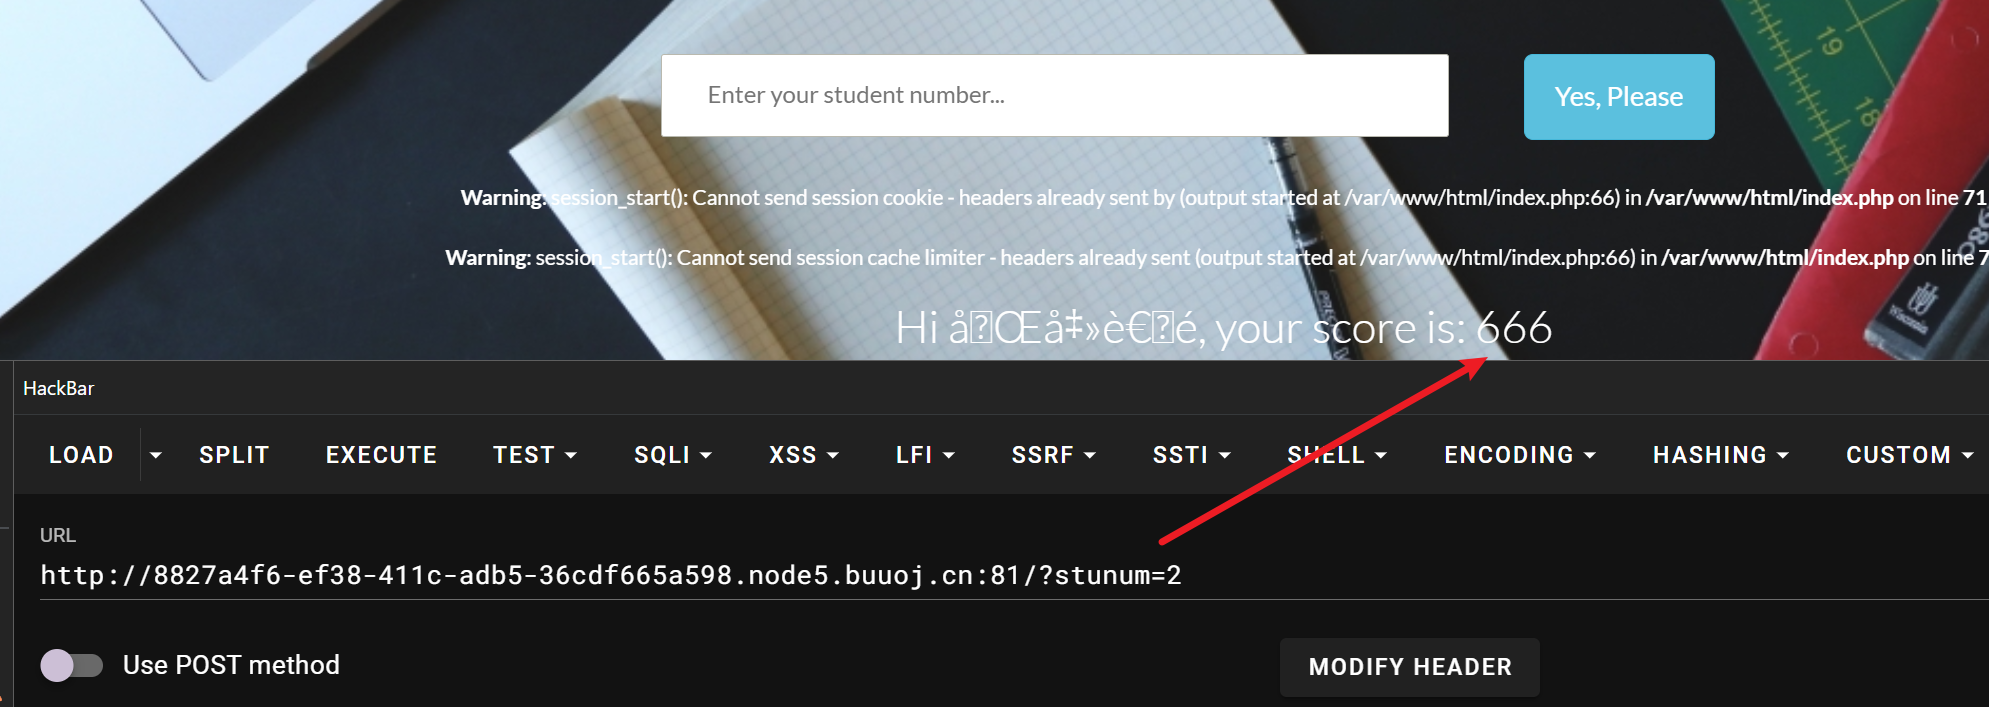 19
18
Enter your student number...
Yes, Please
Warning: session_start(): Cannot send session cookie - headers already sent by (output started at /var/www/html/index.php:66) in /var/www/html/index.php on line 71
Warning: session_start(): Cannot send session cache limiter - headers already sent (output started at /var/www/html/index.php:66) in /var/www/html/index.php on line 7
Hi å�Œå‡»è€�é, your score is: 666
HackBar
LOAD SPLIT EXECUTE TEST SQLI XSS LFI SSRF SSTI SHELL ENCODING HASHING CUSTOM
URL
http://8827a4f6-ef38-411c-adb5-36cdf665a598.node5.buuoj.cn:81/?stunum=2
Use POST method
MODIFY HEADER